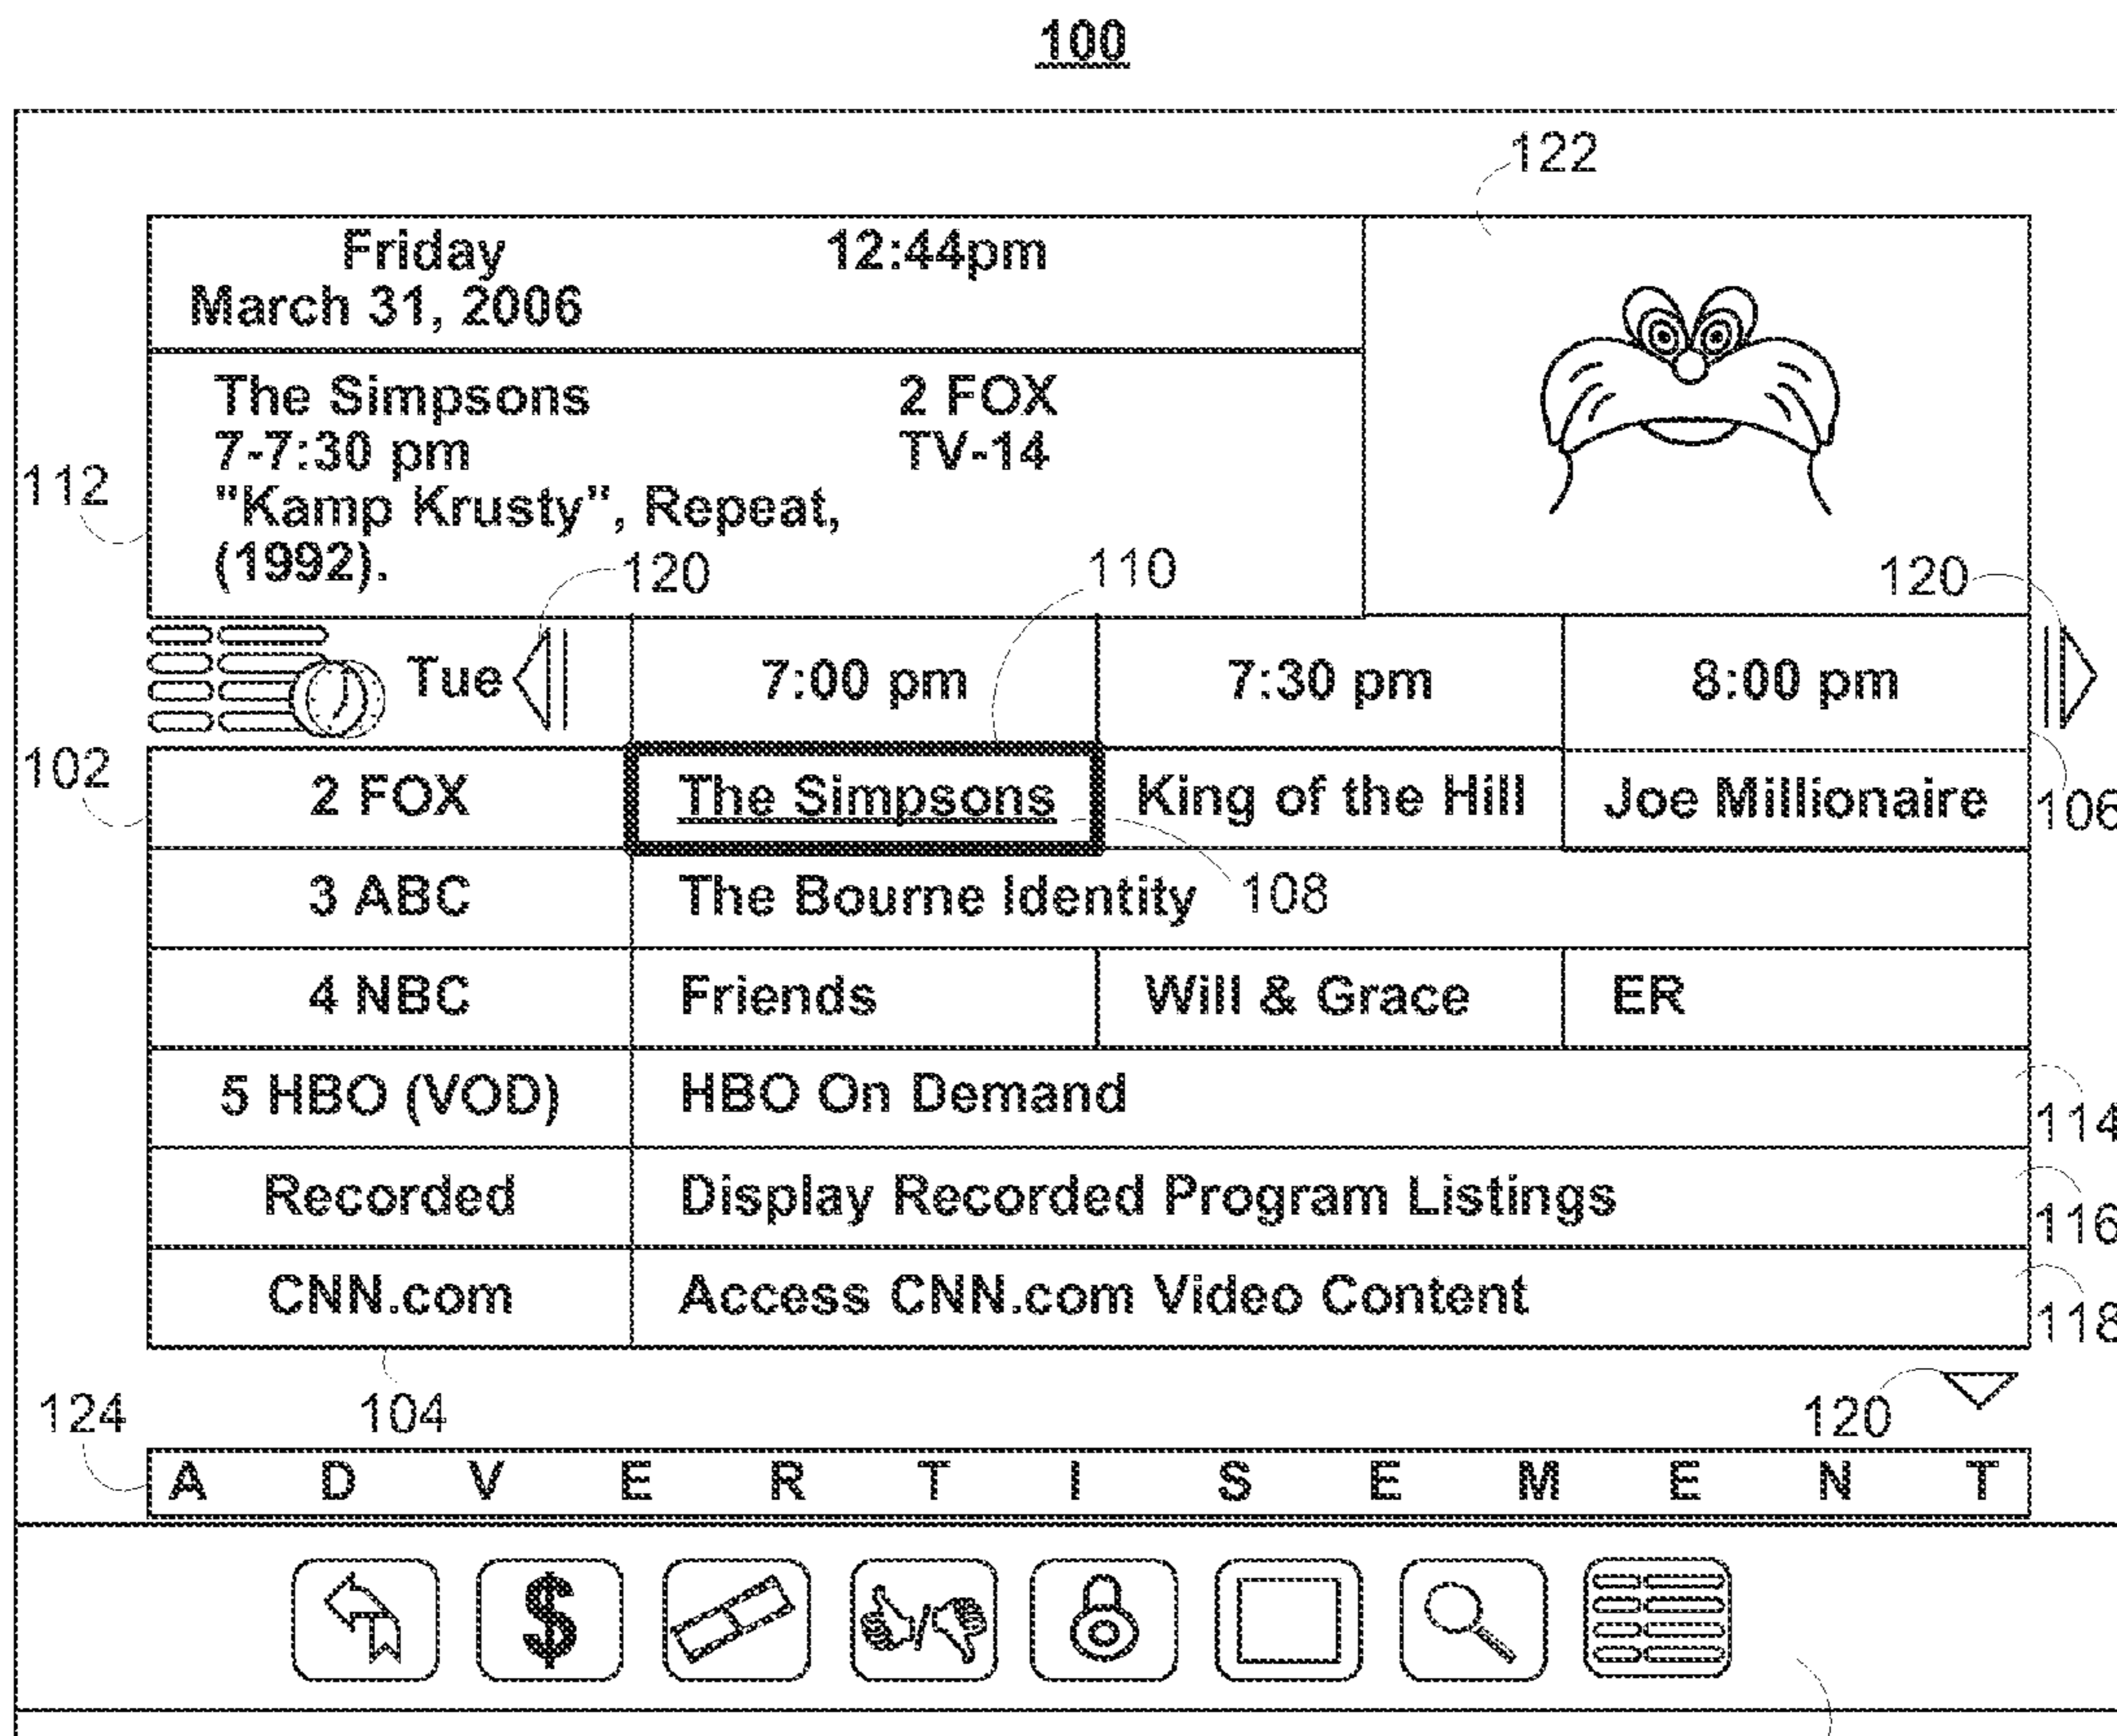 100
122
Friday 12:44pm
March 31, 2006
The Simpsons 2 FOX
7-7:30 pm TV-14
112
"Kamp Krusty", Repeat,
(1992).
120 110 120
Tue 7:00 pm 7:30 pm 8:00 pm
102
2 FOX The Simpsons King of the Hill Joe Millionaire 106
3 ABC The Bourne Identity 108
4 NBC Friends Will & Grace ER
5 HBO (VOD) HBO On Demand
114
Recorded Display Recorded Program Listings
116
CNN.com Access CNN.com Video Content
118
124 104 120
A D V E R T I S E M E N T
$